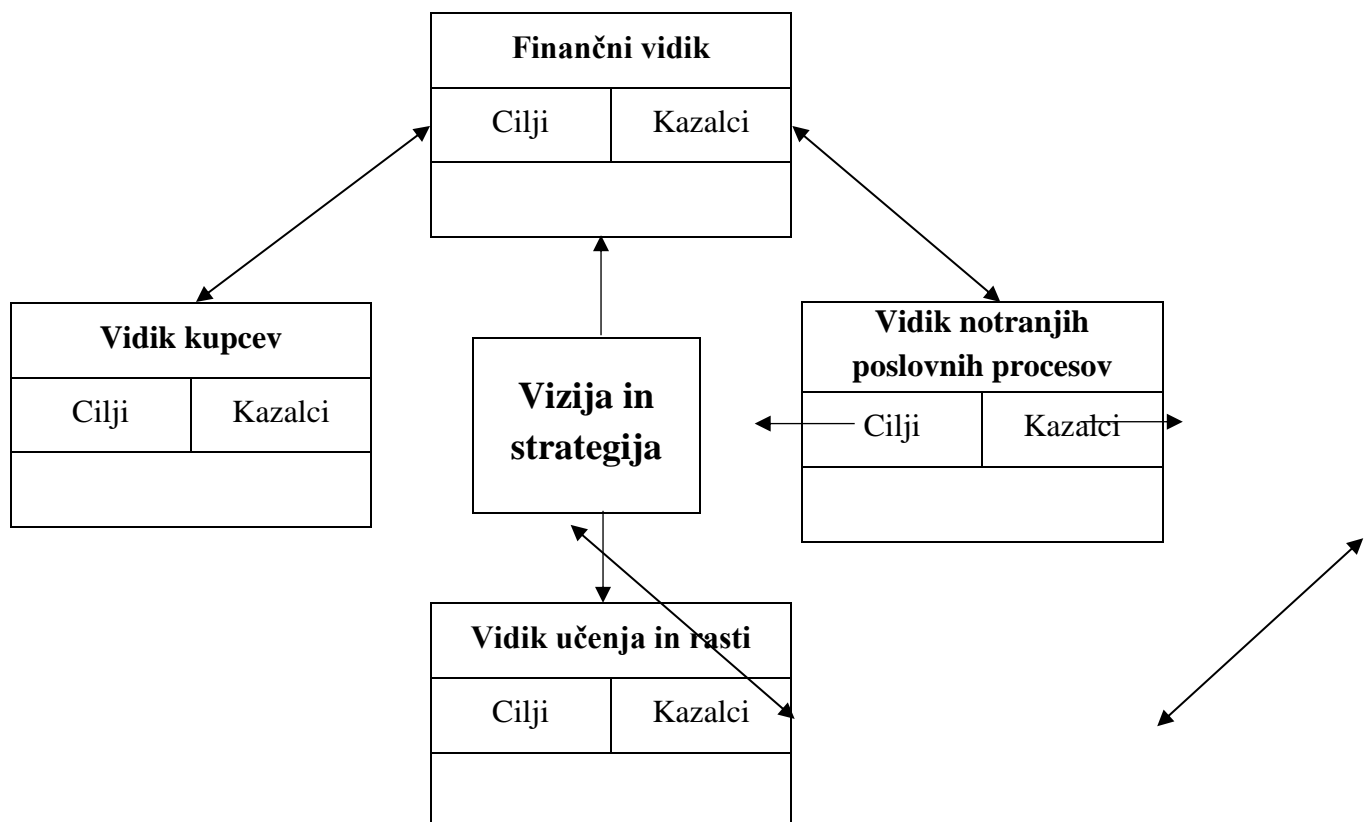 Finančni vidik
Cilji Kazalci
Vidik kupcev
Cilji Kazalci
Vizija in
strategija
Vidik notranjih
poslovnih procesov
Cilji Kazalci
Vidik učenja in rasti
Cilji Kazalci